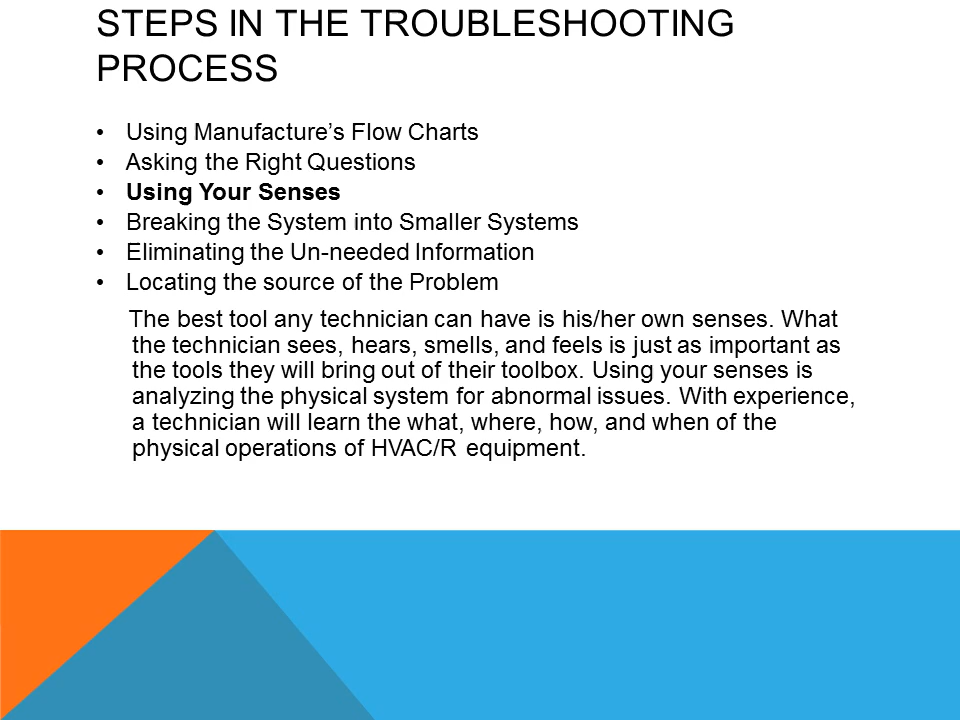 STEPS IN THE TROUBLESHOOTING
PROCESS
• Using Manufacture’s Flow Charts
• Asking the Right Questions
• Using Your Senses
• Breaking the System into Smaller Systems
• Eliminating the Un-needed Information
• Locating the source of the Problem
The best tool any technician can have is his/her own senses. What
the technician sees, hears, smells, and feels is just as important as
the tools they will bring out of their toolbox. Using your senses is
analyzing the physical system for abnormal issues. With experience,
a technician will learn the what, where, how, and when of the
physical operations of HVAC/R equipment.